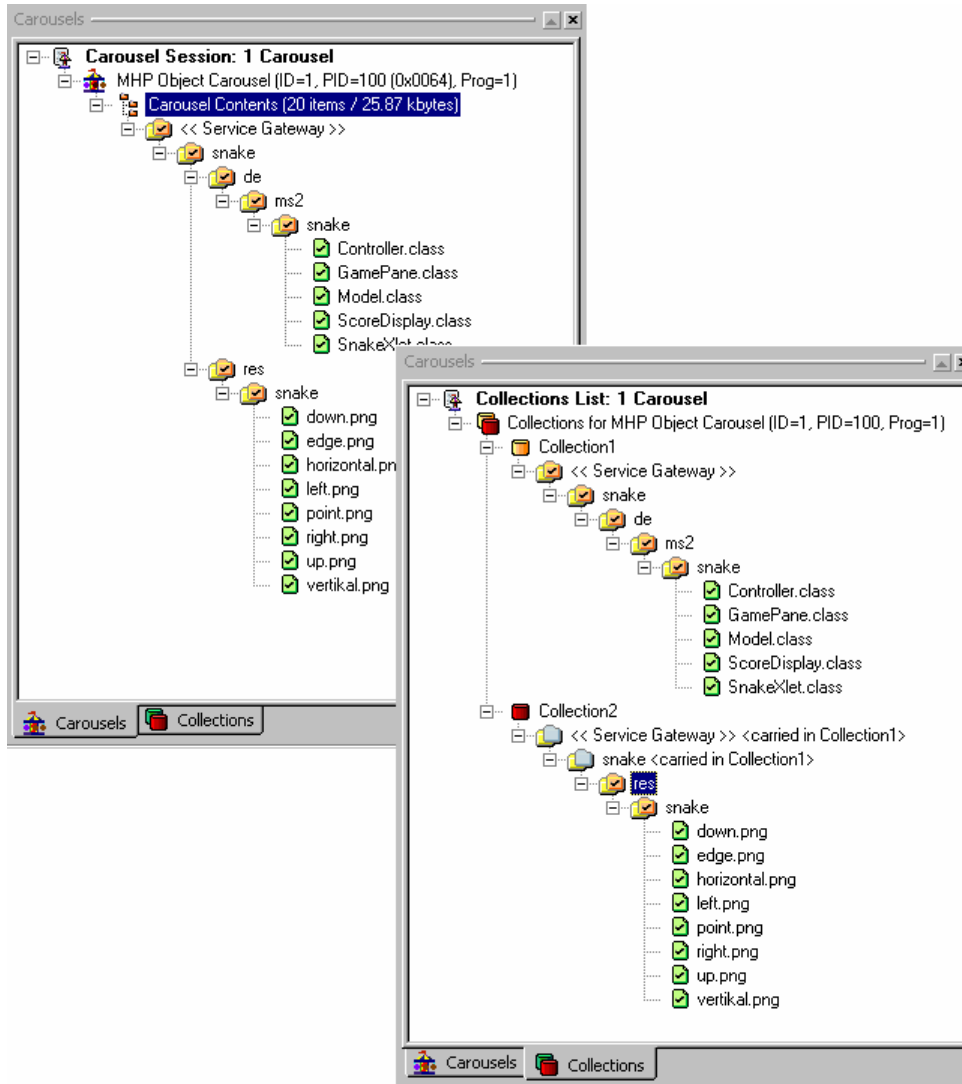 Carousels
Carousel Session: 1 Carousel
MHP Object Carousel (ID=1, PID=100 (0x0064), Prog=1)
Carousel Contents (20 items / 25.87 kbytes)
<< Service Gateway >>
snake
de
ms2
snake
Controller.class
GamePane.class
Model.class
ScoreDisplay.class
SnakeXlet.class
res
snake
down.png
edge.png
horizontal.pn
left.png
point.png
right.png
up.png
vertikal.png
Carousels
Collections
Carousels
Collections List: 1 Carousel
Collections for MHP Object Carousel (ID=1, PID=100, Prog=1)
Collection1
<< Service Gateway >>
snake
de
ms2
snake
Controller.class
GamePane.class
Model.class
ScoreDisplay.class
SnakeXlet.class
Collection2
<< Service Gateway >> <carried in Collection1>
snake <carried in Collection1>
res
snake
down.png
edge.png
horizontal.png
left.png
point.png
right.png
up.png
vertikal.png
Carousels
Collections